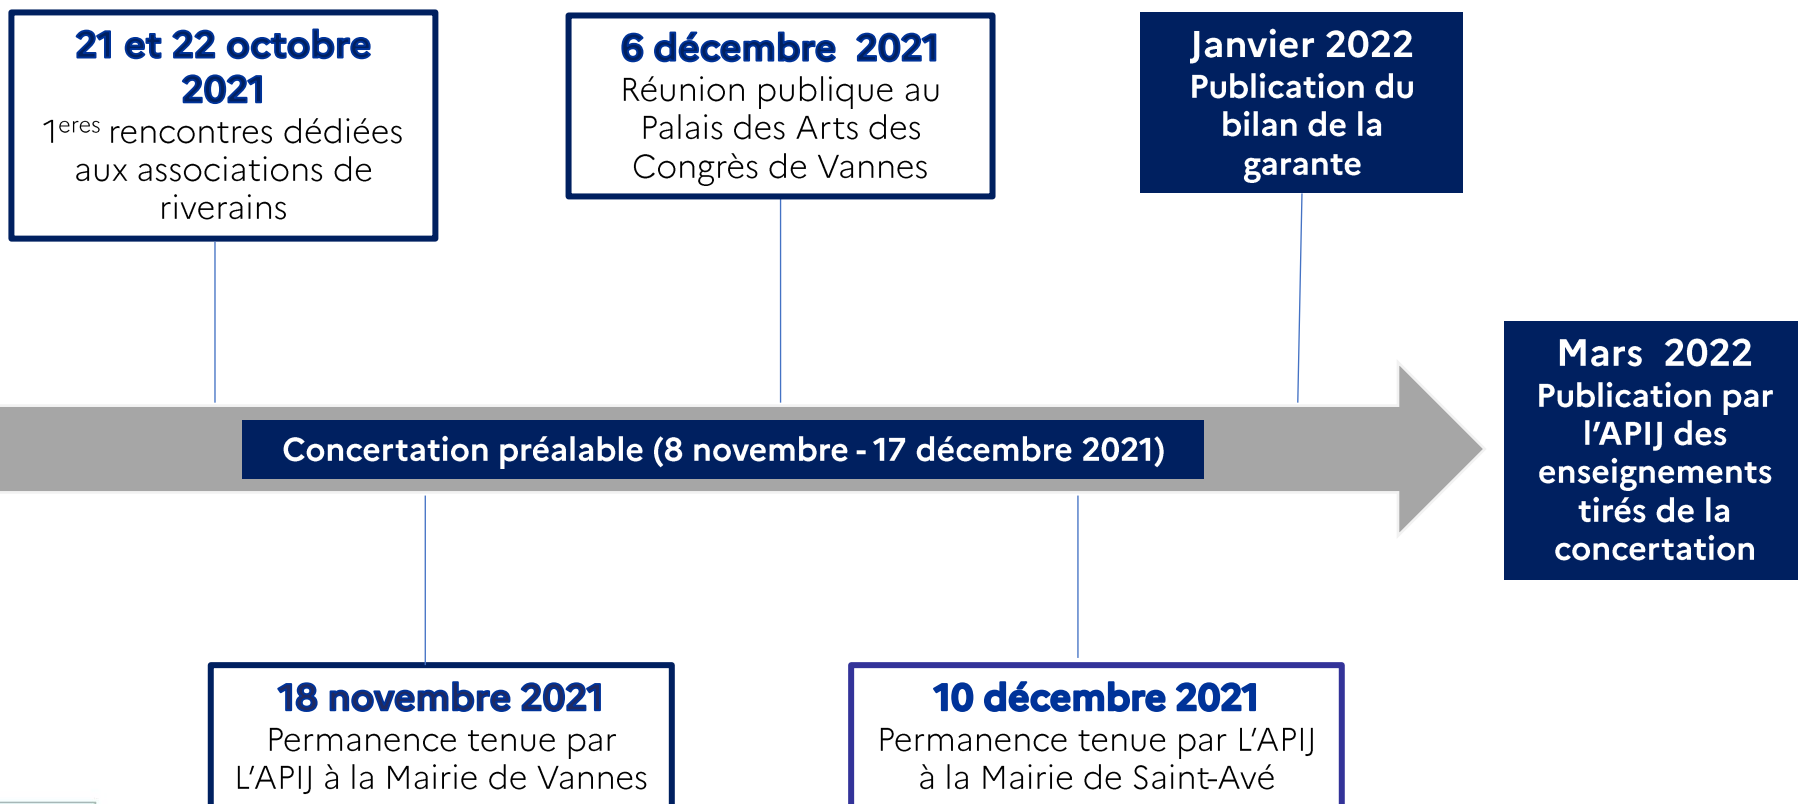 21 et 22 octobre
2021
1eres rencontres dédiées
aux associations de
riverains
6 décembre  2021
Réunion publique au
Palais des Arts des
Congrès de Vannes
Janvier 2022
Publication du
bilan de la
garante
Mars  2022
Publication par
l'APIJ des
enseignements
tirés de la
concertation
Concertation préalable (8 novembre - 17 décembre 2021)
18 novembre 2021
Permanence tenue par
L'APIJ à la Mairie de Vannes
10 décembre 2021
Permanence tenue par L'APIJ
à la Mairie de Saint-Avé